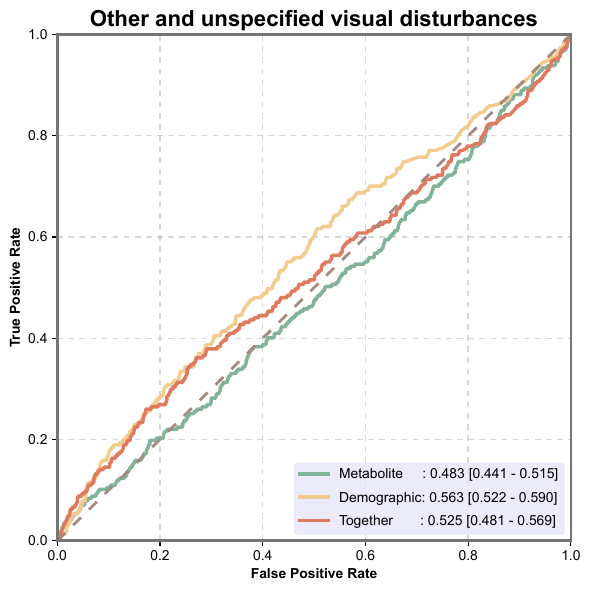 Other and unspecified visual disturbances
True Positive Rate
1.0
0.8
0.6
0.4
0.2
0.0
Metabolite : 0.483 [0.441 - 0.515]
Demographic: 0.563 [0.522 - 0.590]
Together : 0.525 [0.481 - 0.569]
0.0 0.2 0.4 0.6 0.8 1.0
False Positive Rate